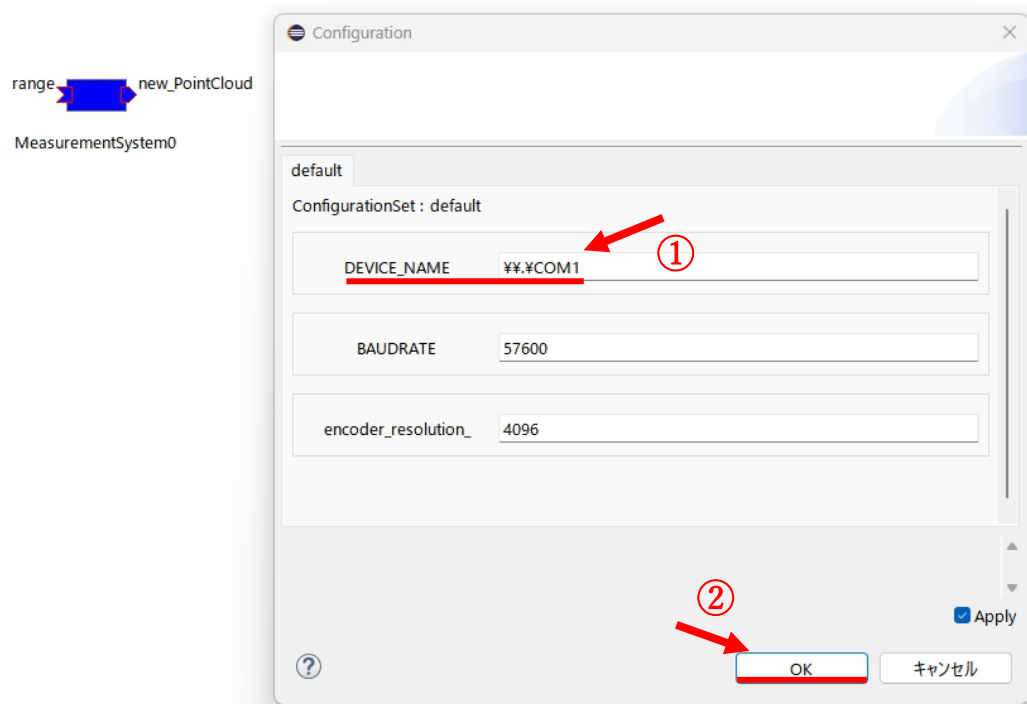 Configuration
range
new_PointCloud
MeasurementSystem0
default
ConfigurationSet : default
①
DEVICE_NAME
¥¥.¥COM1
BAUDRATE
57600
encoder_resolution_
4096
②
Apply
?
OK
キャンセル